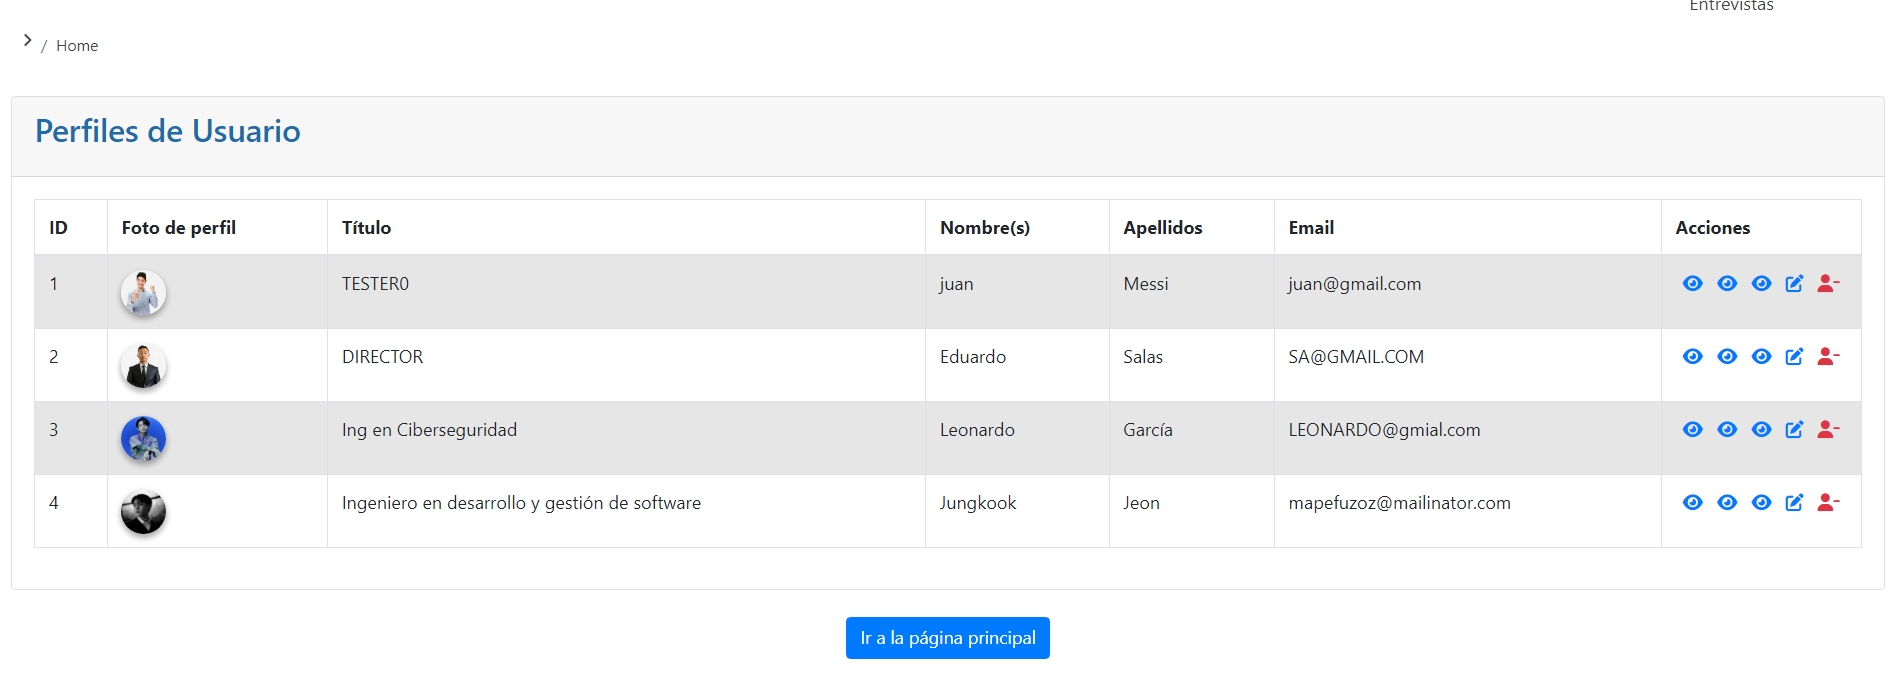 Entrevistas
/ Home
Perfiles de Usuario
ID Foto de perfil Título Nombre(s) Apellidos Email Acciones
1 TESTER0 juan Messi juan@gmail.com
2 DIRECTOR Eduardo Salas SA@GMAIL.COM
3 Ing en Ciberseguridad Leonardo García LEONARDO@gmial.com
4 Ingeniero en desarrollo y gestión de software Jungkook Jeon mapefuzoz@mailinator.com
Ir a la página principal